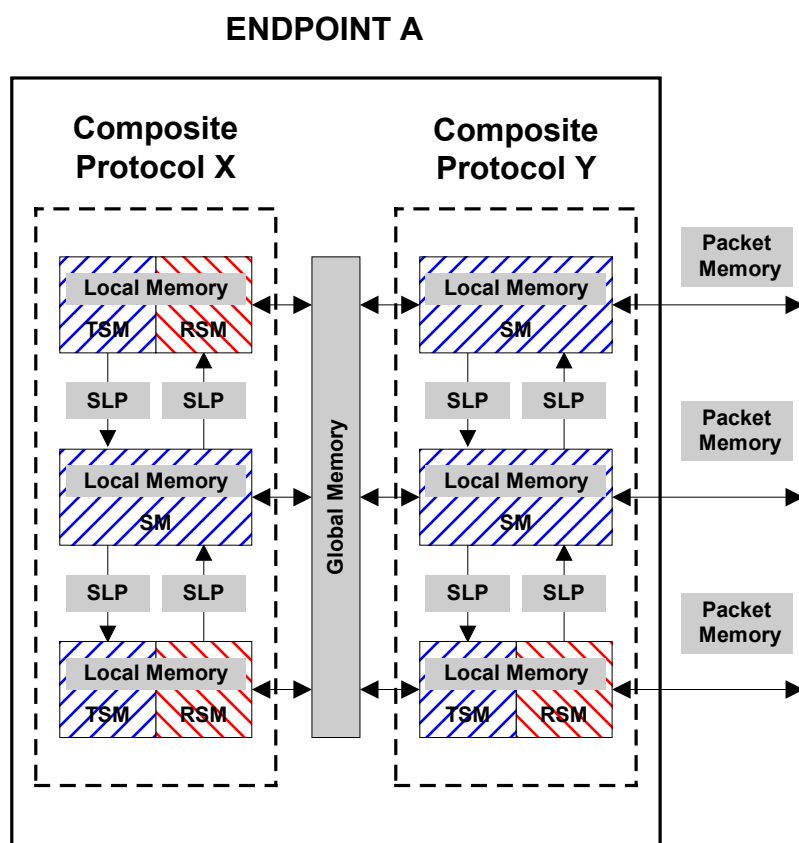 ENDPOINT A
Composite
Protocol X
Composite
Protocol Y
Packet
Memory
Local Memory
TSM RSM
Local Memory
SM
SLP SLP
SLP SLP
Packet
Memory
Local Memory
SM
Global Memory
Local Memory
SM
SLP SLP
SLP SLP
Packet
Memory
Local Memory
TSM RSM
Local Memory
TSM RSM